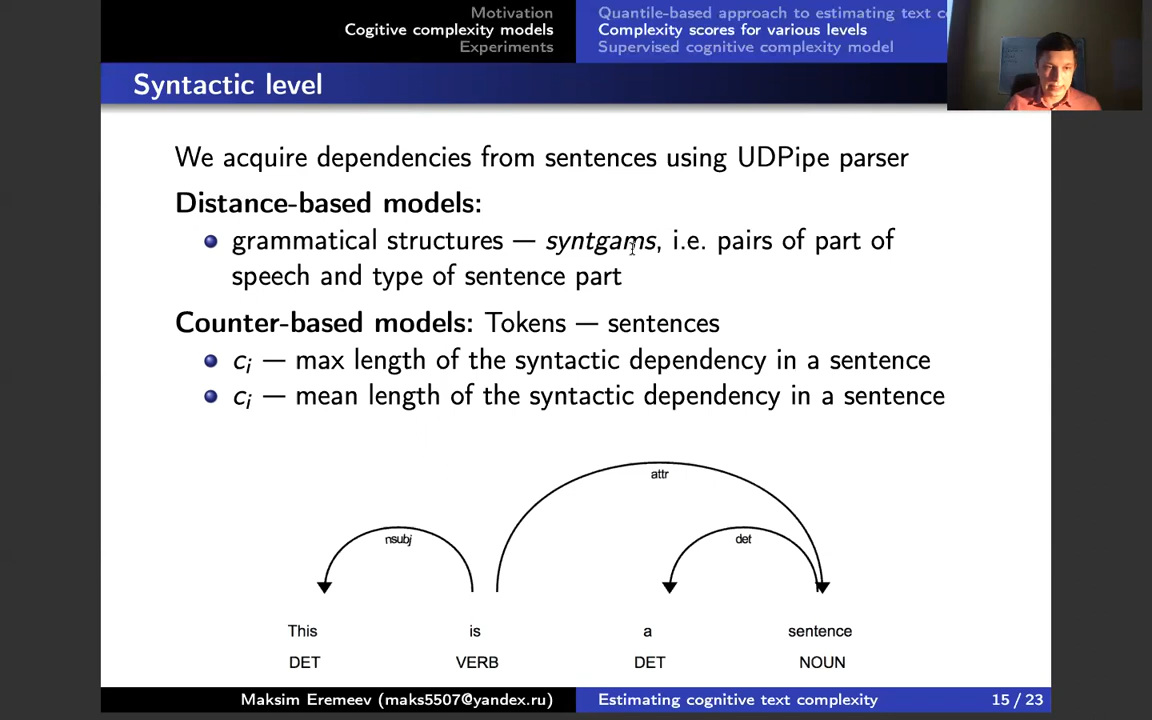 Motivation
Cogitive complexity models
Experiments
Quantile-based approach to estimating text c
Complexity scores for various levels
Supervised cognitive complexity model
Syntactic level
We acquire dependencies from sentences using UDPipe parser
Distance-based models:
grammatical structures — syntgams, i.e. pairs of part of
speech and type of sentence part
Counter-based models: Tokens — sentences
ci — max length of the syntactic dependency in a sentence
ci — mean length of the syntactic dependency in a sentence
attr
nsubj
det
This is a sentence
DET VERB DET NOUN
Maksim Eremeev (maks5507@yandex.ru)
Estimating cognitive text complexity
15 / 23